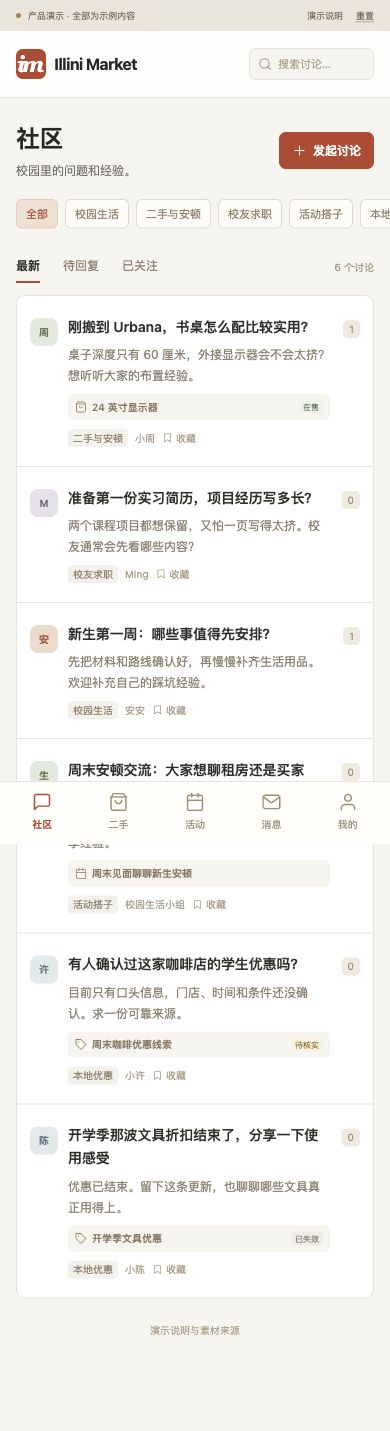 产品演示 · 全部为示例内容
演示说明 重置
im Illini Market
搜索讨论...
社区
校园里的问题和经验。
发起讨论
全部 校园生活 二手与安顿 校友求职 活动搭子 本地
最新 待回复 已关注 6 个讨论
周
刚搬到 Urbana，书桌怎么配比较实用？
1
桌子深度只有 60 厘米，外接显示器会不会太挤？
想听听大家的布置经验。
24 英寸显示器 在售
二手与安顿 小周 收藏
M
准备第一份实习简历，项目经历写多长？
0
两个课程项目都想保留，又怕一页写得太挤。校
友通常会先看哪些内容？
校友求职 Ming 收藏
安
新生第一周：哪些事值得先安排？
1
先把材料和路线确认好，再慢慢补齐生活用品。
欢迎补充自己的踩坑经验。
校园生活 安安 收藏
生
周末安顿交流：大家想聊租房还是买家
0
社区 二手 活动 消息 我的
享经验。
周末见面聊聊新生安顿
活动搭子 校园生活小组 收藏
许
有人确认过这家咖啡店的学生优惠吗？
0
目前只有口头信息，门店、时间和条件还没确
认。求一份可靠来源。
周末咖啡优惠线索 待核实
本地优惠 小许 收藏
陈
开学季那波文具折扣结束了，分享一下使
用感受
0
优惠已结束。留下这条更新，也聊聊哪些文具真
正用得上。
开学季文具优惠 已失效
本地优惠 小陈 收藏
演示说明与素材来源